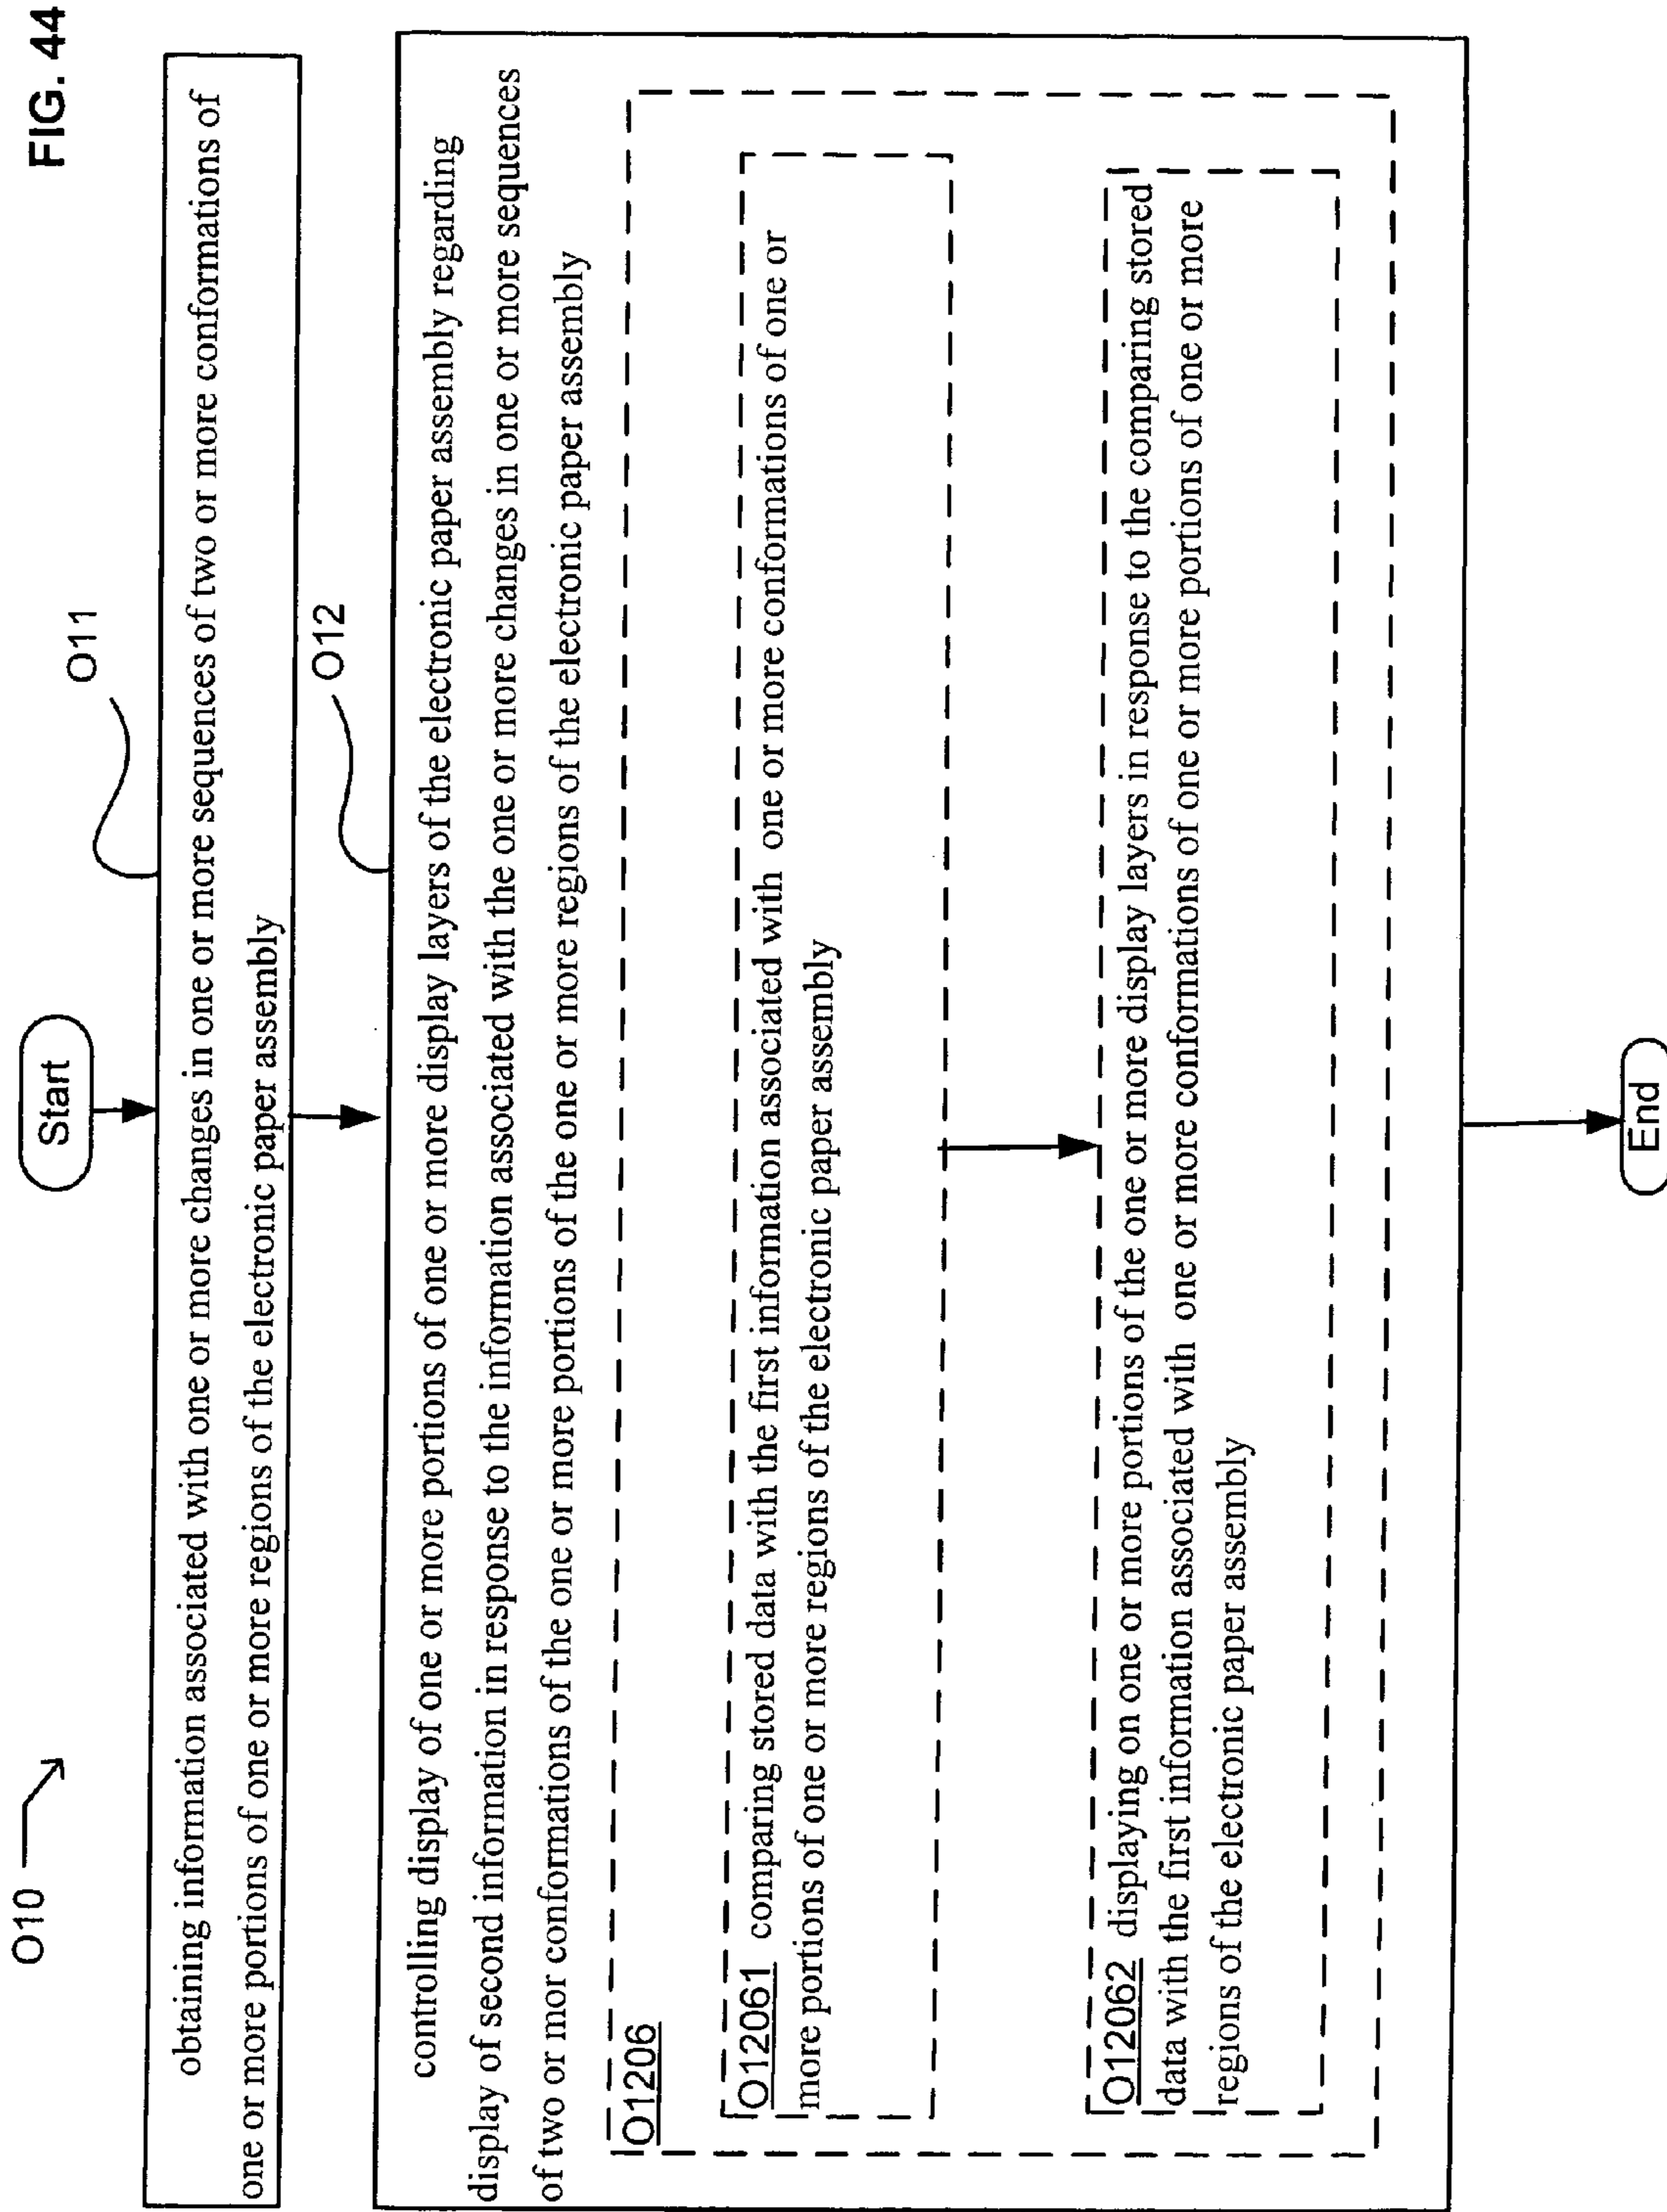 FIG. 44
O10
Start
O11
obtaining information associated with one or more changes in one or more sequences of two or more conformations of
one or more portions of one or more regions of the electronic paper assembly
O12
controlling display of one or more portions of one or more display layers of the electronic paper assembly regarding
display of second information in response to the information associated with the one or more changes in one or more sequences
of two or mor conformations of the one or more portions of the one or more regions of the electronic paper assembly
O1206
O12061 comparing stored data with the first information associated with one or more conformations of one or
more portions of one or more regions of the electronic paper assembly
O12062 displaying on one or more portions of the one or more display layers in response to the comparing stored
data with the first information associated with one or more conformations of one or more portions of one or more
regions of the electronic paper assembly
End